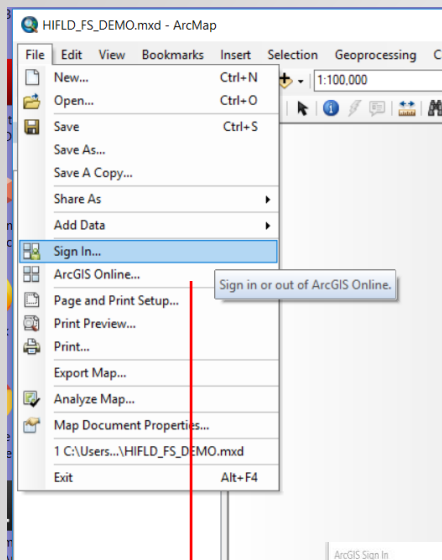 HIFLD_FS_DEMO.mxd - ArcMap
File Edit View Bookmarks Insert Selection Geoprocessing C
New... Ctrl+N
1:100,000
Open... Ctrl+O
Save Ctrl+S
Save As...
Save A Copy...
Share As
Add Data
Sign In...
ArcGIS Online...
Sign in or out of ArcGIS Online.
Page and Print Setup...
Print Preview...
Print...
Export Map...
Analyze Map...
Map Document Properties...
1 C:\Users...\HIFLD_FS_DEMO.mxd
Exit Alt+F4
ArcGIS Sign In